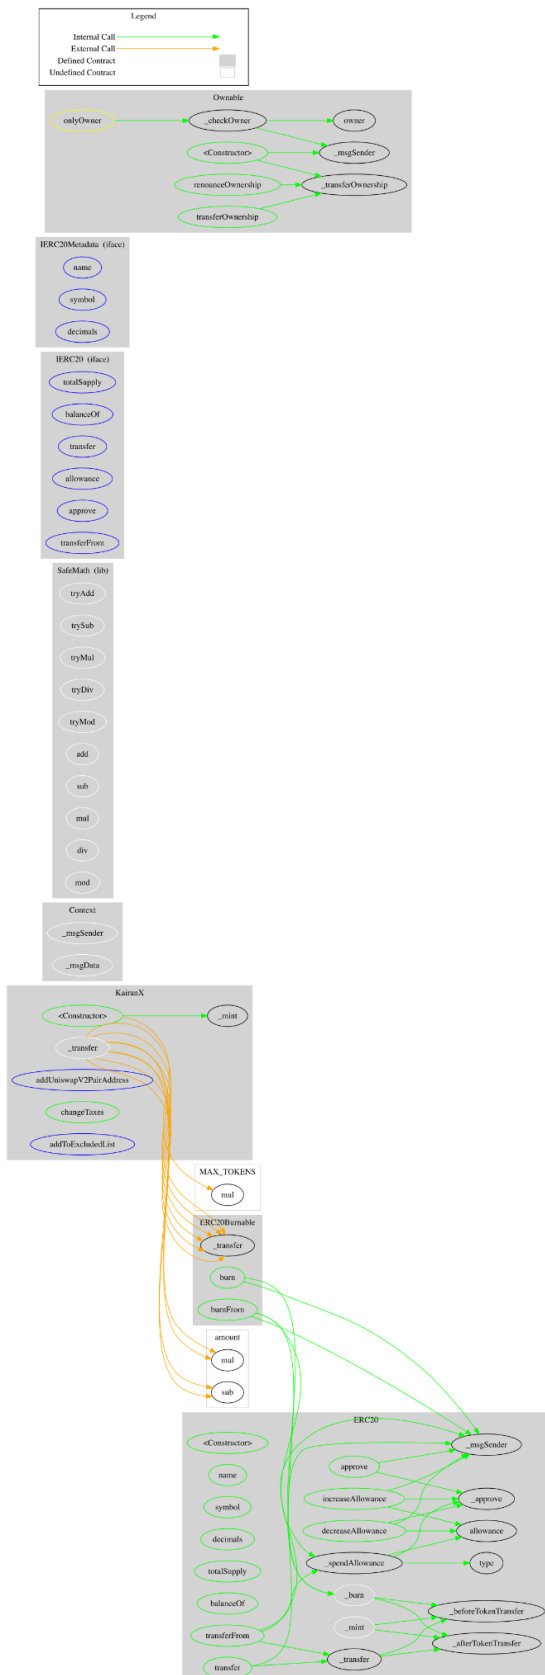 Legend
Internal Call
External Call
Defined Contract
Undefined Contract
Ownable
onlyOwner
_checkOwner
owner
<Constructor>
_msgSender
renounceOwnership
_transferOwnership
transferOwnership
IERC20Metadata (iface)
name
symbol
decimals
IERC20 (iface)
totalSupply
balanceOf
transfer
allowance
approve
transferFrom
SafeMath (lib)
tryAdd
trySub
tryMul
tryDiv
tryMod
add
sub
mul
div
mod
Context
_msgSender
_msgData
KairanX
<Constructor>
_mint
_transfer
addUniswapV2PairAddress
changeTaxes
addToExcludedList
MAX_TOKENS
mul
ERC20Burnable
_transfer
burn
burnFrom
amount
mul
sub
ERC20
<Constructor>
_msgSender
name
approve
symbol
increaseAllowance
_approve
decimals
decreaseAllowance
allowance
totalSupply
_spendAllowance
type
balanceOf
_burn
_beforeTokenTransfer
transferFrom
_mint
_afterTokenTransfer
transfer
_transfer